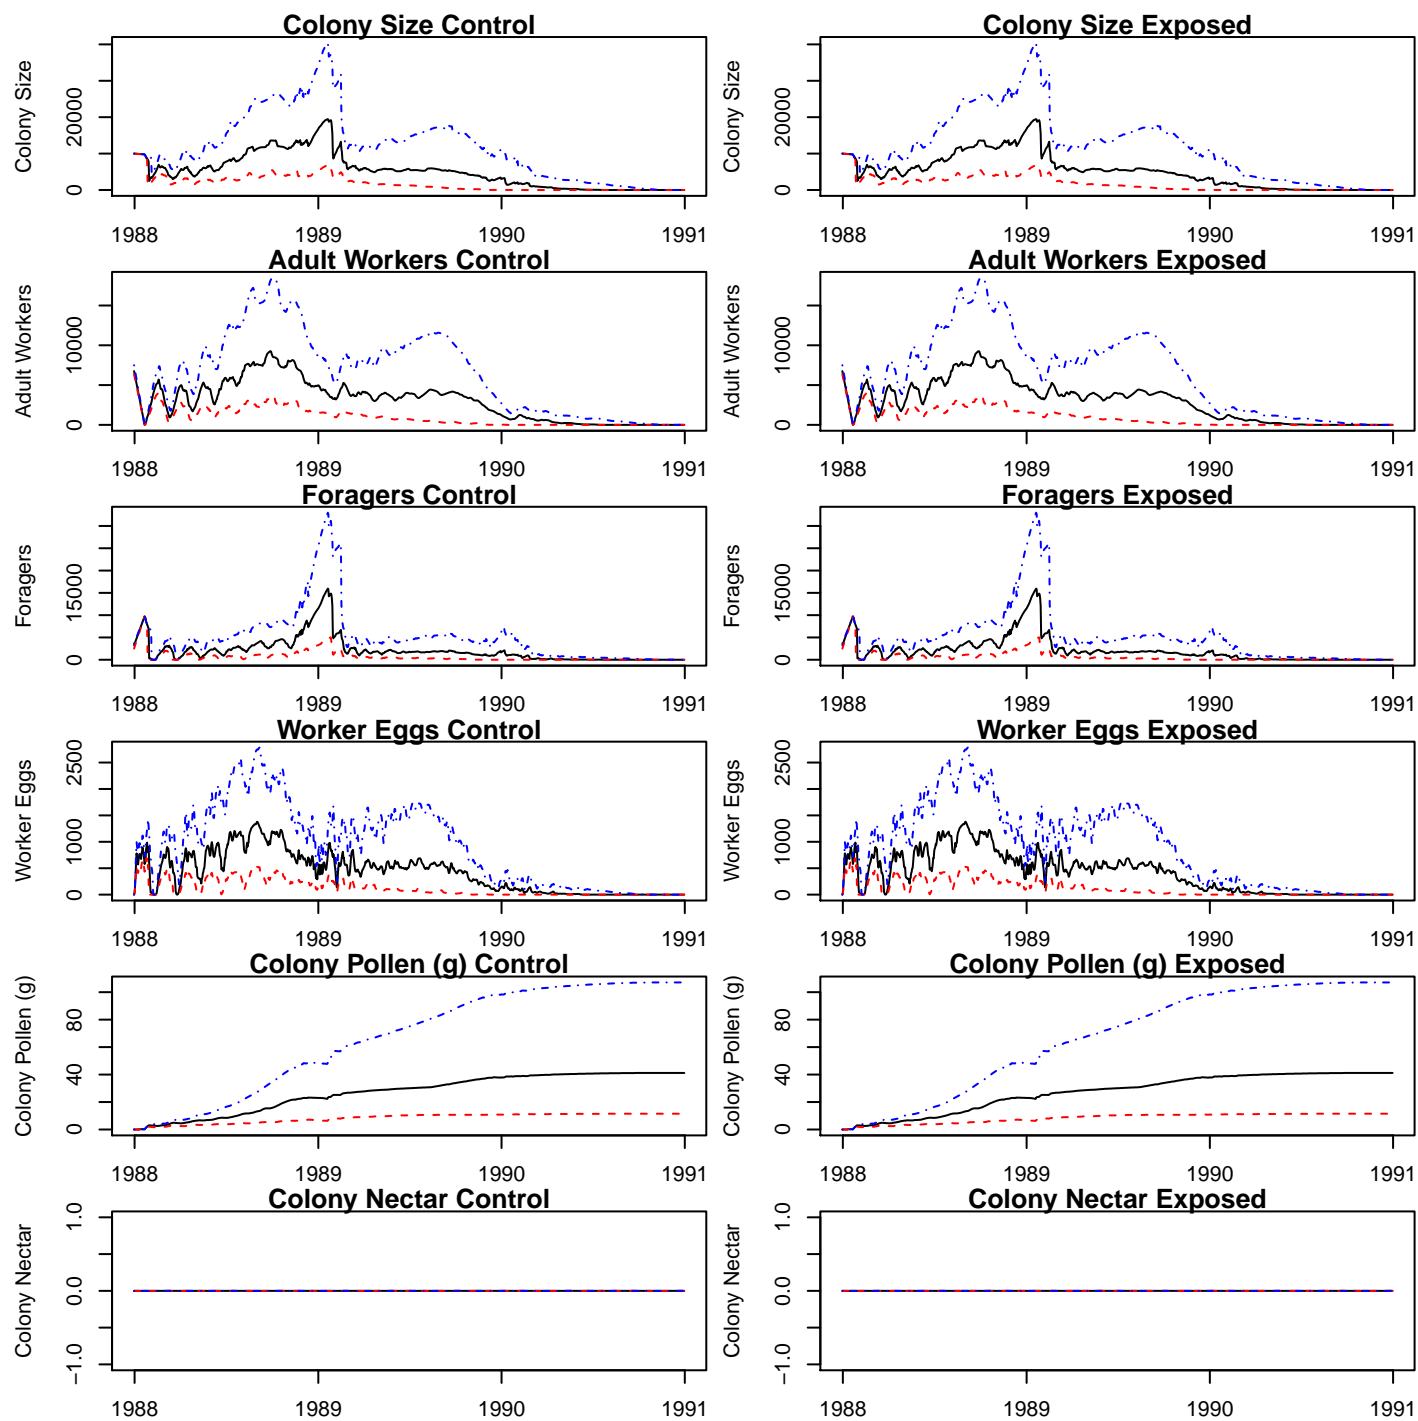 Colony Size Control
Colony Size Exposed
Colony Size
20000
0
1988 1989 1990 1991
Colony Size
20000
0
1988 1989 1990 1991
Adult Workers Control
Adult Workers Exposed
Adult Workers
10000
0
1988 1989 1990 1991
Adult Workers
10000
0
1988 1989 1990 1991
Foragers Control
Foragers Exposed
Foragers
15000
0
1988 1989 1990 1991
Foragers
15000
0
1988 1989 1990 1991
Worker Eggs Control
Worker Eggs Exposed
Worker Eggs
2500
1000
0
1988 1989 1990 1991
Worker Eggs
2500
1000
0
1988 1989 1990 1991
Colony Pollen (g) Control
Colony Pollen (g) Exposed
Colony Pollen (g)
80
40
0
1988 1989 1990 1991
Colony Pollen (g)
80
40
0
1988 1989 1990 1991
Colony Nectar Control
Colony Nectar Exposed
Colony Nectar
1.0
0.0
−1.0
1988 1989 1990 1991
Colony Nectar
1.0
0.0
−1.0
1988 1989 1990 1991